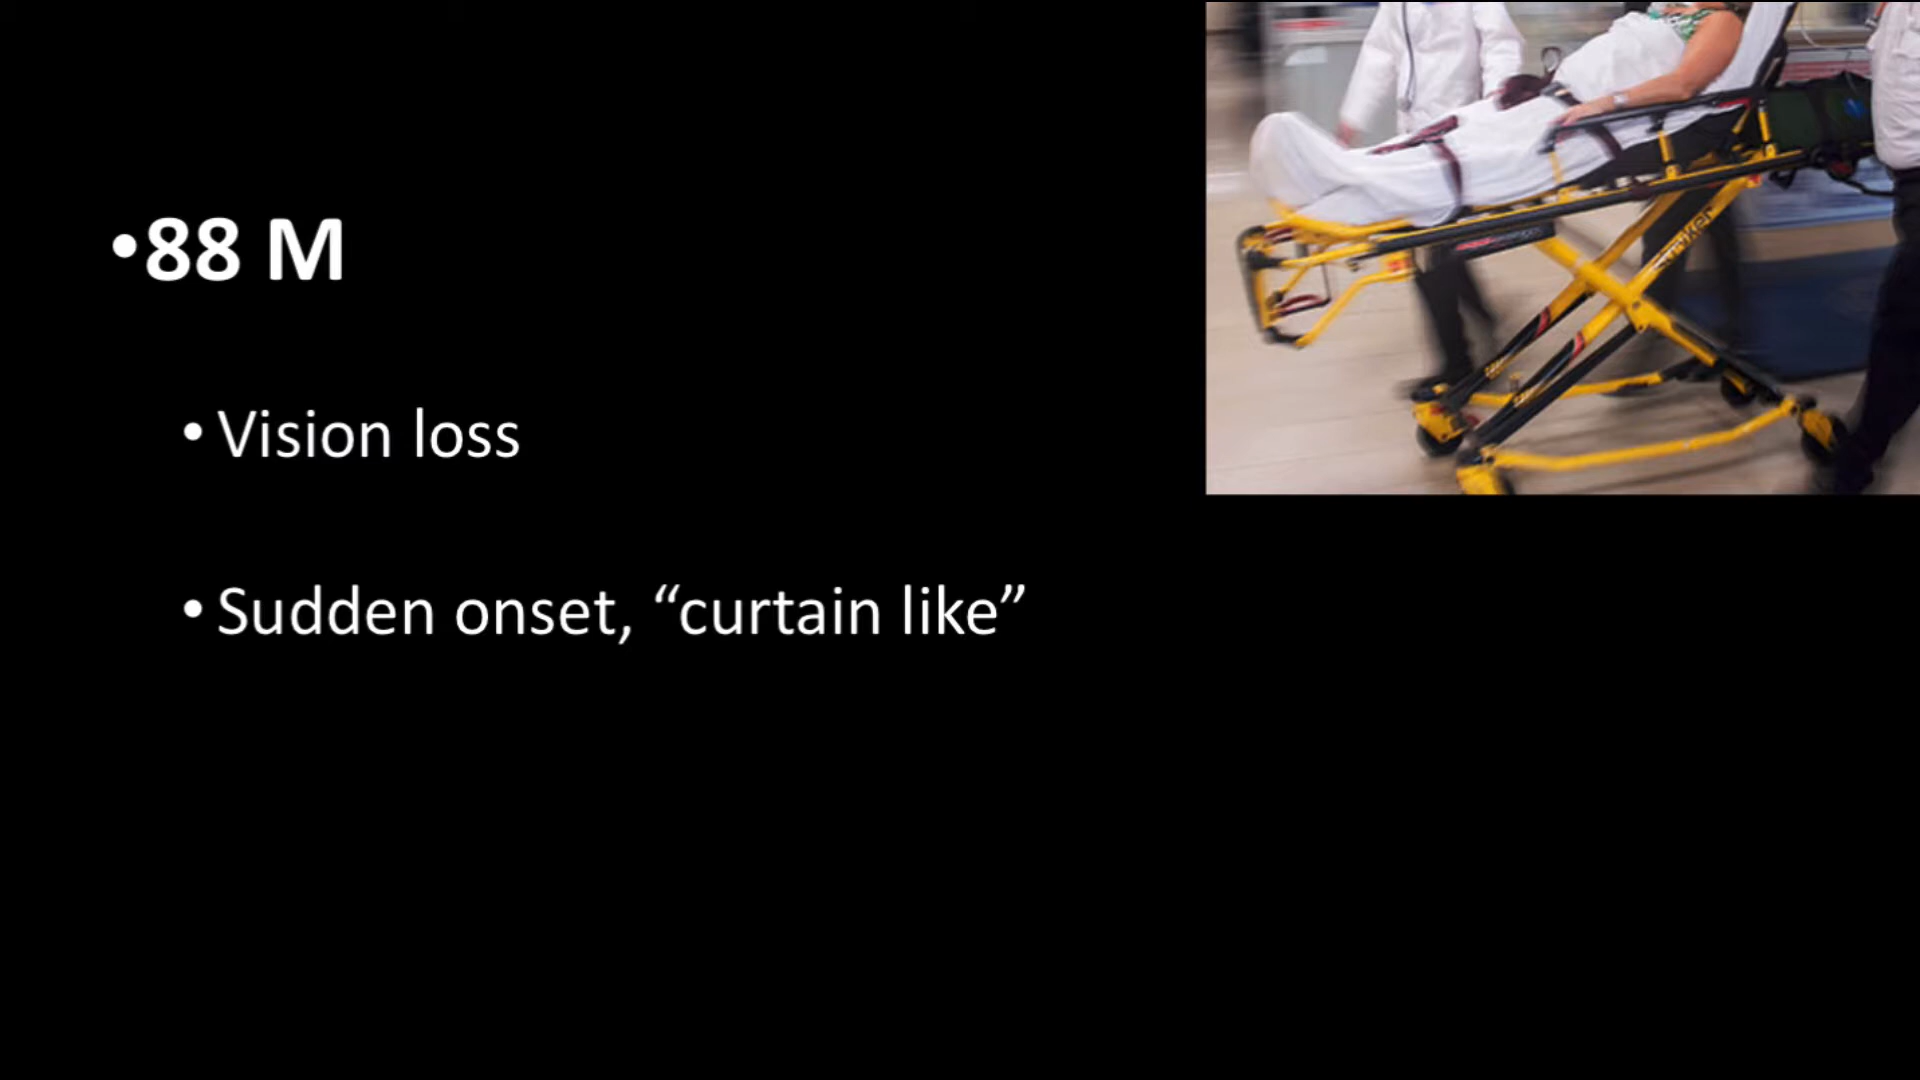 •88 M
• Vision loss
• Sudden onset, “curtain like”